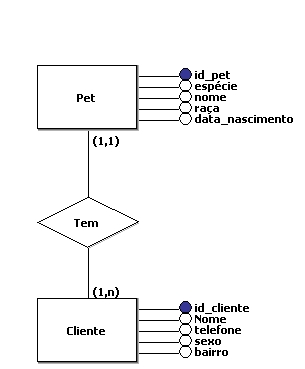 id_pet
espécie
Pet
nome
raça
data_nascimento
(1,1)
Tem
(1,n)
id_cliente
Nome
Cliente
telefone
sexo
bairro